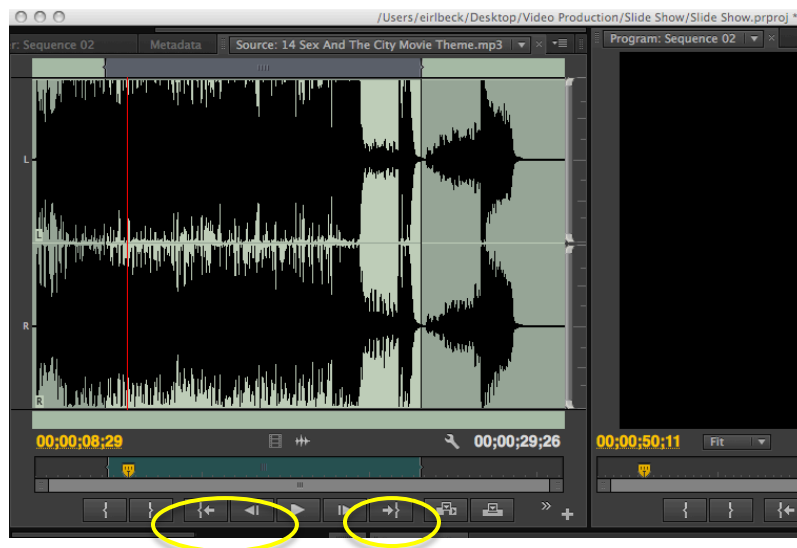 /Users/eirlbeck/Desktop/Video Production/Slide Show/Slide Show.prproj *
r: Sequence 02
Metadata
Source: 14 Sex And The City Movie Theme.mp3
Program: Sequence 02
L
L
R
R
00;00;08;29
00;00;29;26
00;00;50;11
Fit